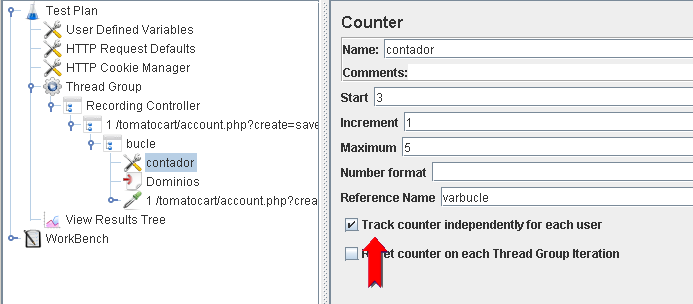 Test Plan
User Defined Variables
HTTP Request Defaults
HTTP Cookie Manager
Thread Group
Recording Controller
1 /tomatocart/account.php?create=save
bucle
contador
Dominios
1 /tomatocart/account.php?crea
View Results Tree
WorkBench
Counter
Name: contador
Comments:
Start 3
Increment 1
Maximum 5
Number format
Reference Name varbucle
Track counter independently for each user
counter on each Thread Group Iteration